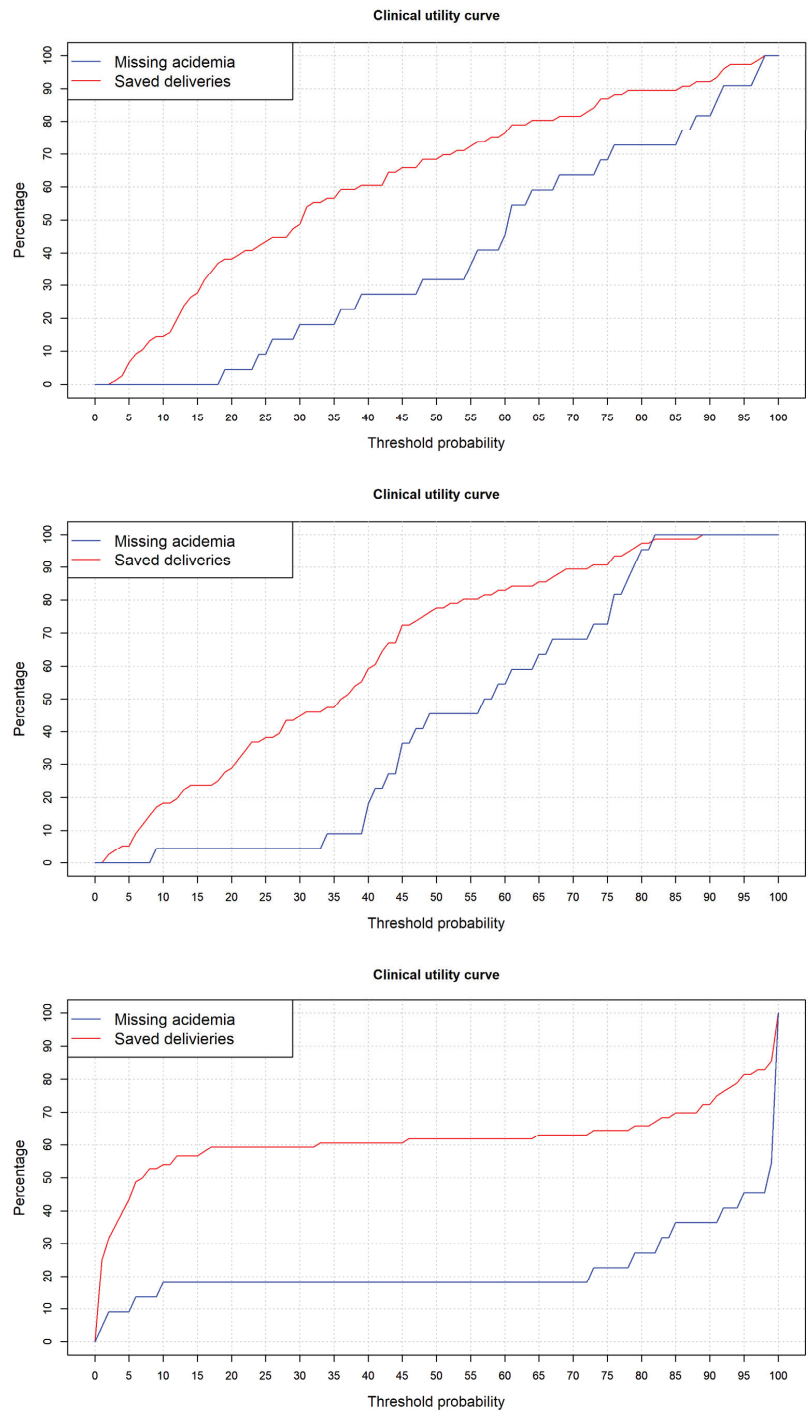 Clinical utility curve
Missing acidemia
Saved deliveries
Percentage
0 10 20 30 40 50 60 70 80 90 100
0 5 10 15 20 25 30 35 40 45 50 55 60 65 70 75 80 85 90 95 100
Threshold probability
Clinical utility curve
Missing acidemia
Saved deliveries
Percentage
0 10 20 30 40 50 60 70 80 90 100
0 5 10 15 20 25 30 35 40 45 50 55 60 65 70 75 80 85 90 95 100
Threshold probability
Clinical utility curve
Missing acidemia
Saved delivieries
Percentage
0 10 20 30 40 50 60 70 80 90 100
0 5 10 15 20 25 30 35 40 45 50 55 60 65 70 75 80 85 90 95 100
Threshold probability